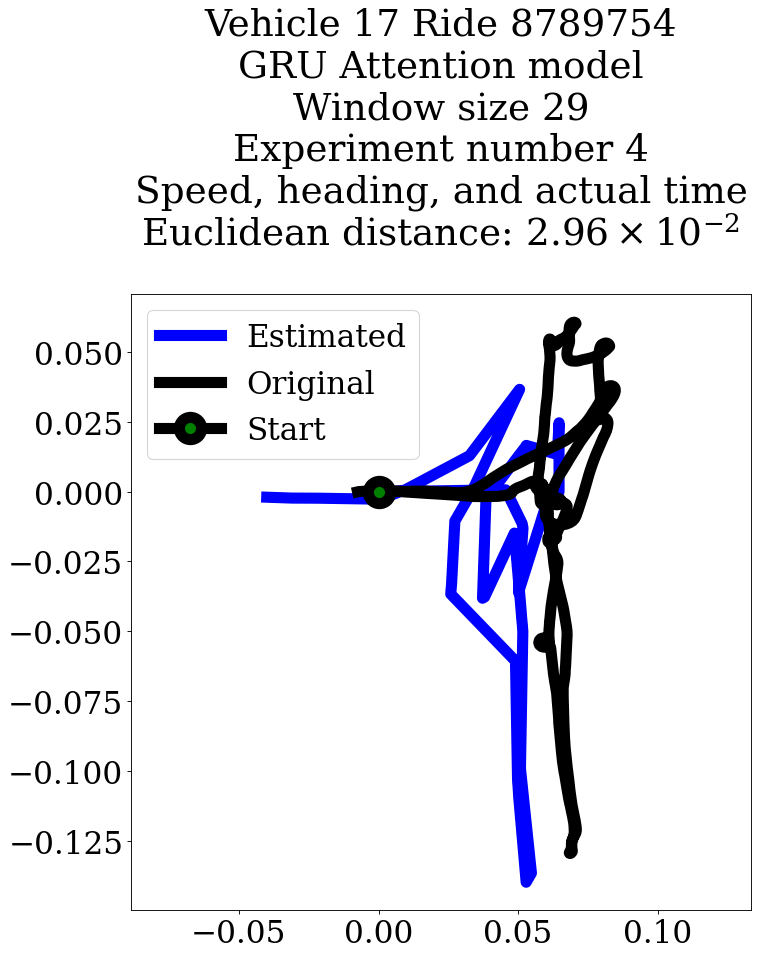 Vehicle 17 Ride 8789754
GRU Attention model
Window size 29
Experiment number 4
Speed, heading, and actual time
Euclidean distance: 2.96 × 10⁻²
Estimated
Original
Start
0.050
0.025
0.000
−0.025
−0.050
−0.075
−0.100
−0.125
−0.05 0.00 0.05 0.10